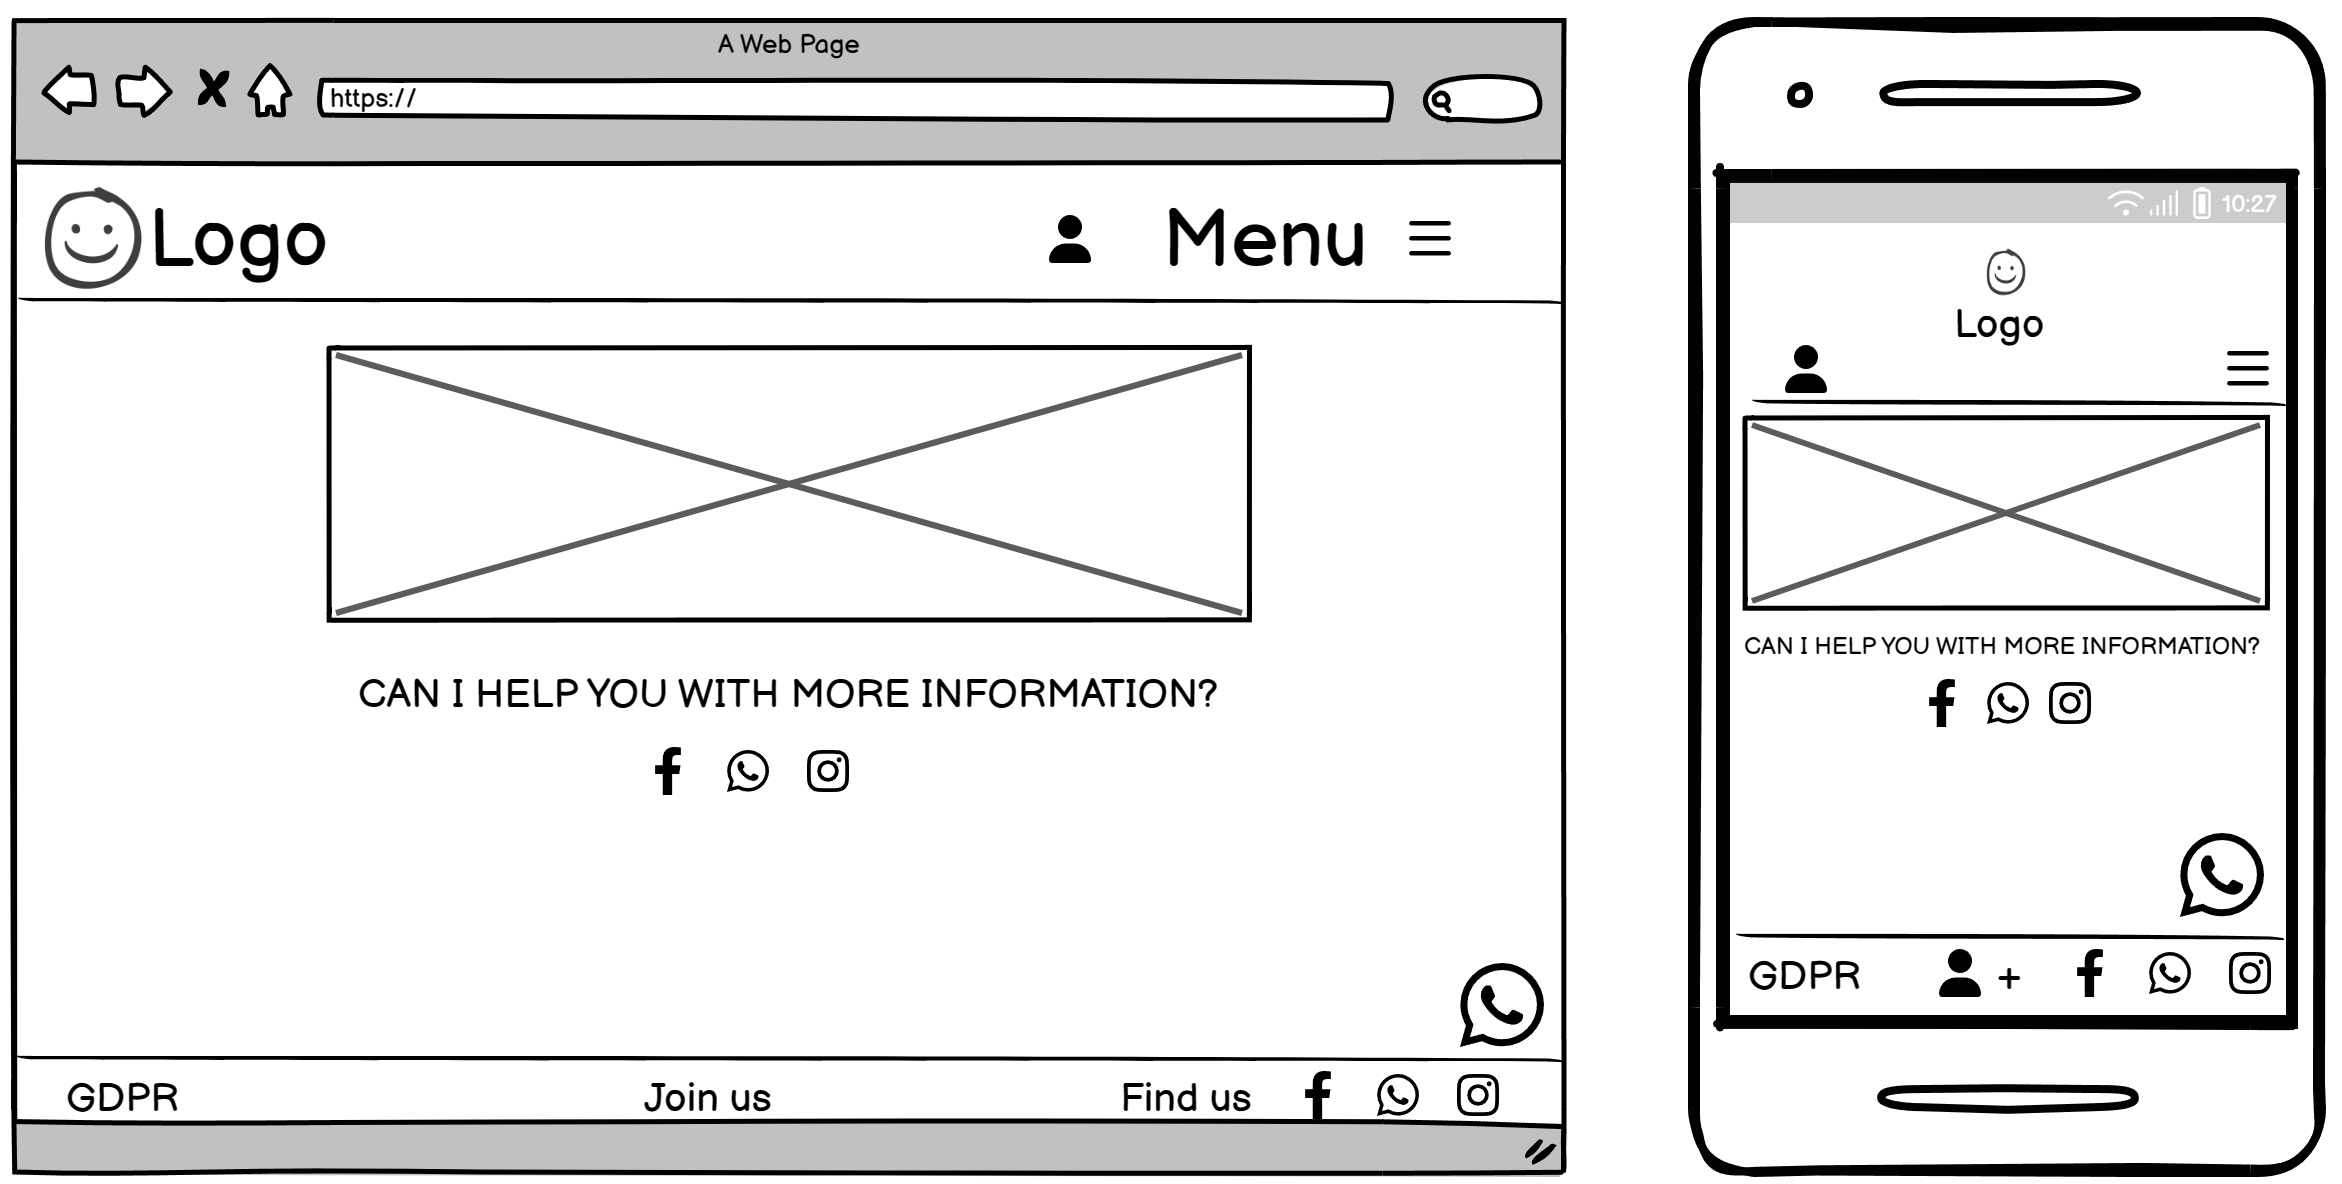 A Web Page
https://
Logo
Menu
CAN I HELP YOU WITH MORE INFORMATION?
GDPR
Join us
Find us
10:27
Logo
CAN I HELP YOU WITH MORE INFORMATION?
GDPR
+